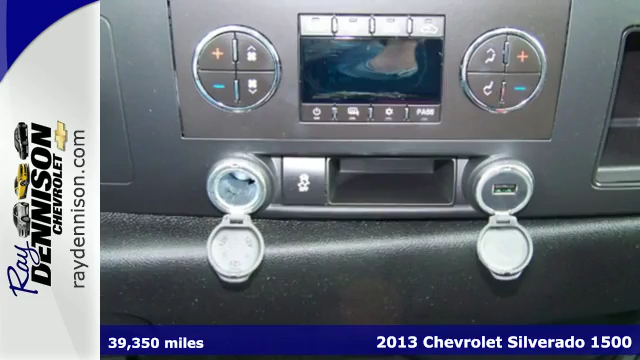 Ray
DENNISON
CHEVROLET
raydennison.com
PASS
39,350 miles
2013 Chevrolet Silverado 1500